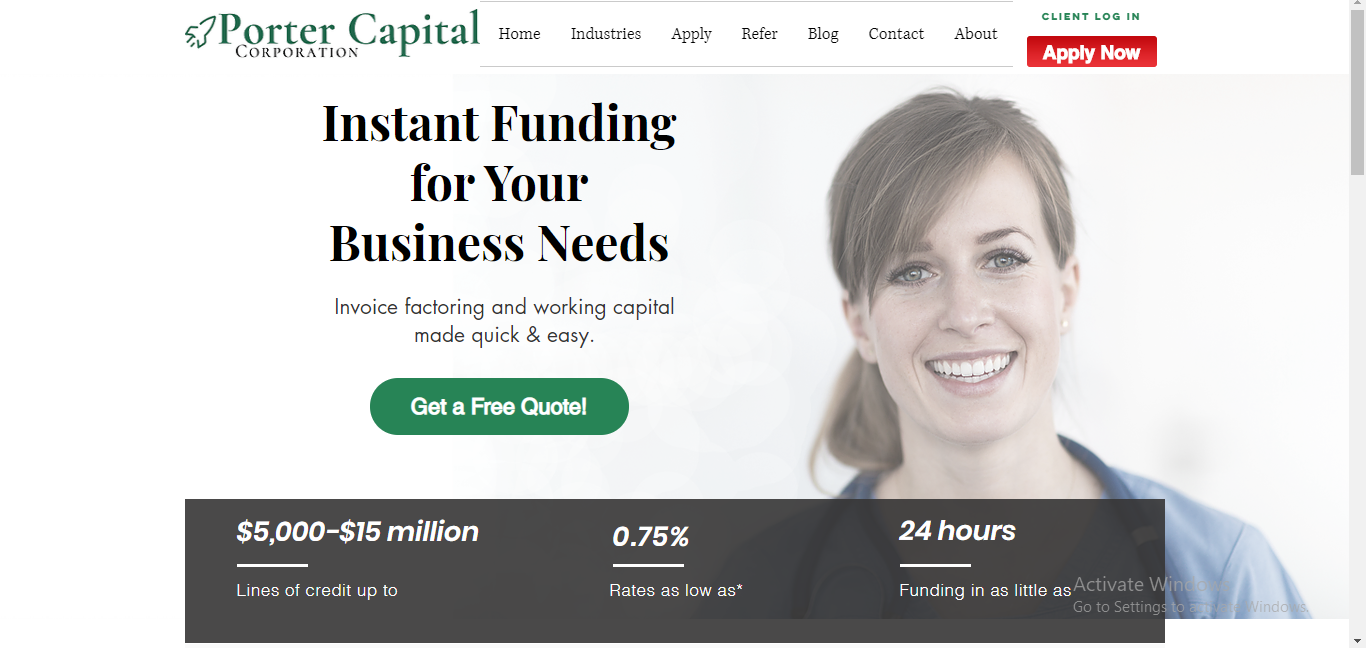 Porter Capital
CORPORATION
Home Industries Apply Refer Blog Contact About
CLIENT LOG IN
Apply Now
Instant Funding
for Your
Business Needs
Invoice factoring and working capital
made quick & easy.
Get a Free Quote!
$5,000-$15 million
Lines of credit up to
0.75%
Rates as low as*
24 hours
Funding in as little as
Activate Windows
Go to Settings to activate Windows.